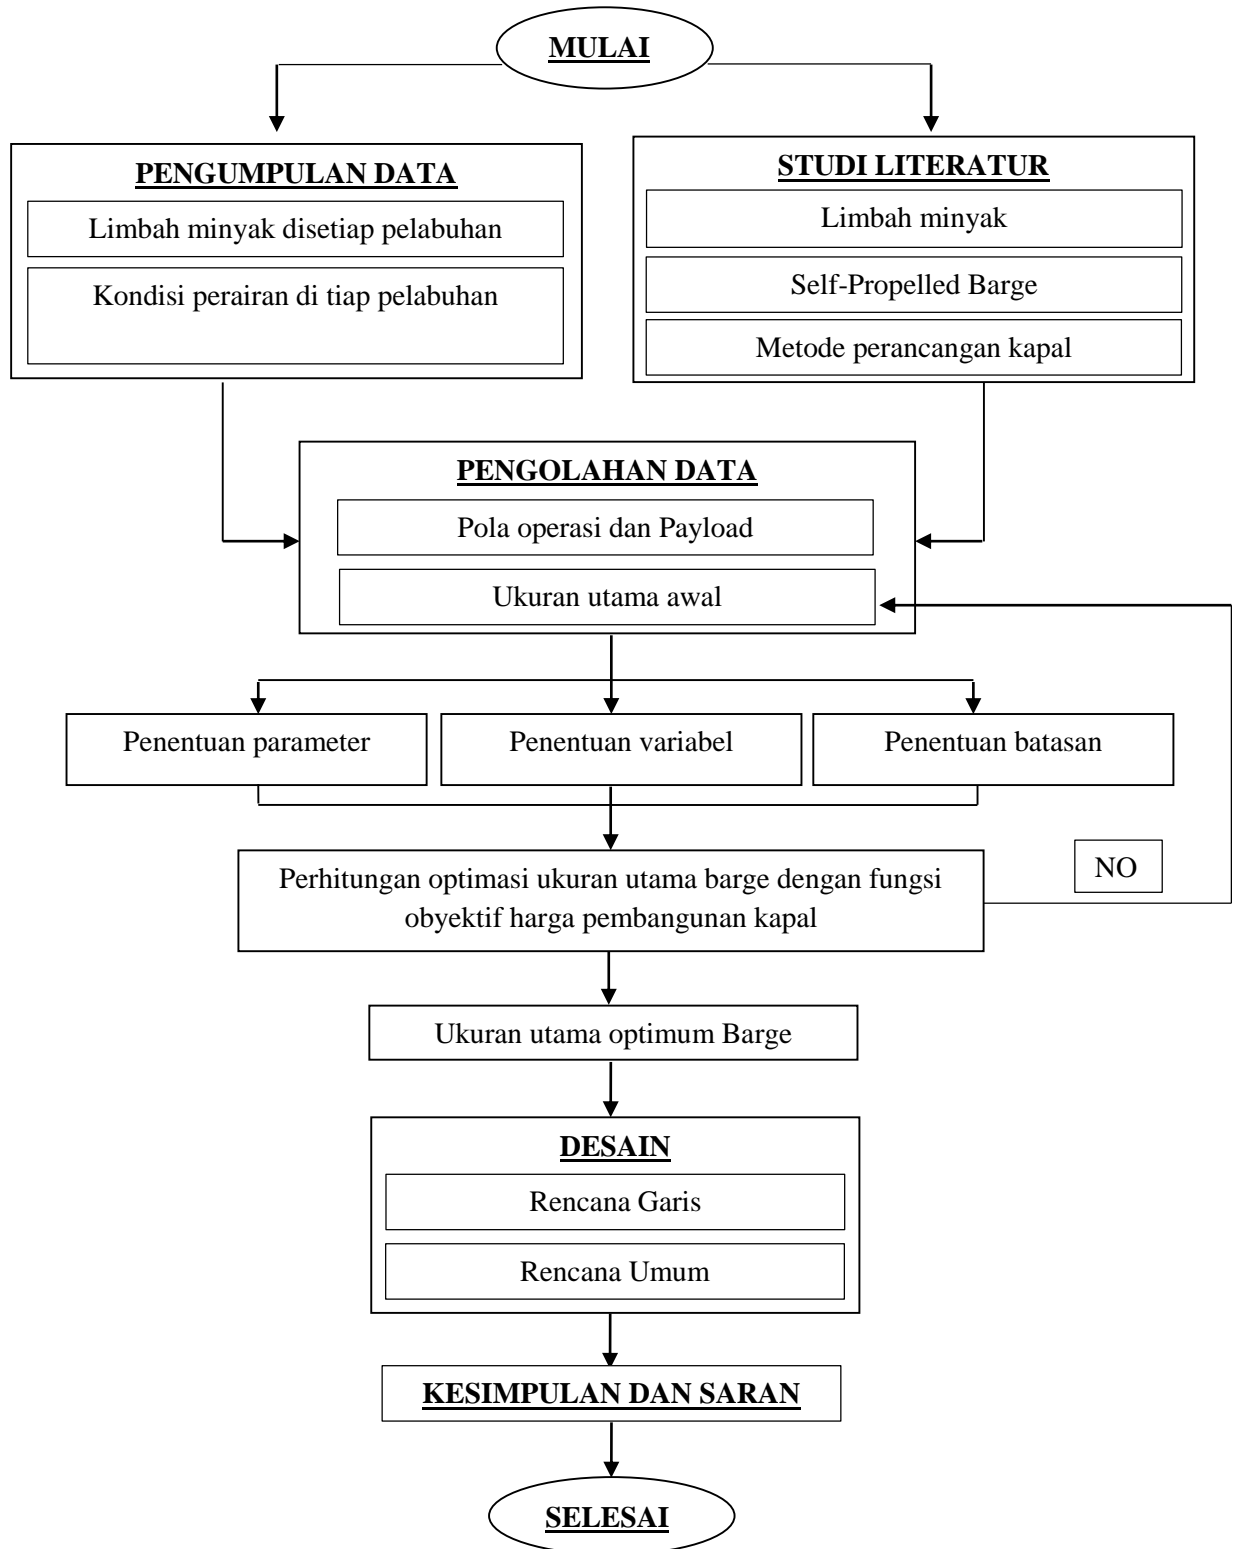 MULAI
PENGUMPULAN DATA
Limbah minyak disetiap pelabuhan
Kondisi perairan di tiap pelabuhan
STUDI LITERATUR
Limbah minyak
Self-Propelled Barge
Metode perancangan kapal
PENGOLAHAN DATA
Pola operasi dan Payload
Ukuran utama awal
Penentuan parameter
Penentuan variabel
Penentuan batasan
Perhitungan optimasi ukuran utama barge dengan fungsi
obyektif harga pembangunan kapal
NO
Ukuran utama optimum Barge
DESAIN
Rencana Garis
Rencana Umum
KESIMPULAN DAN SARAN
SELESAI